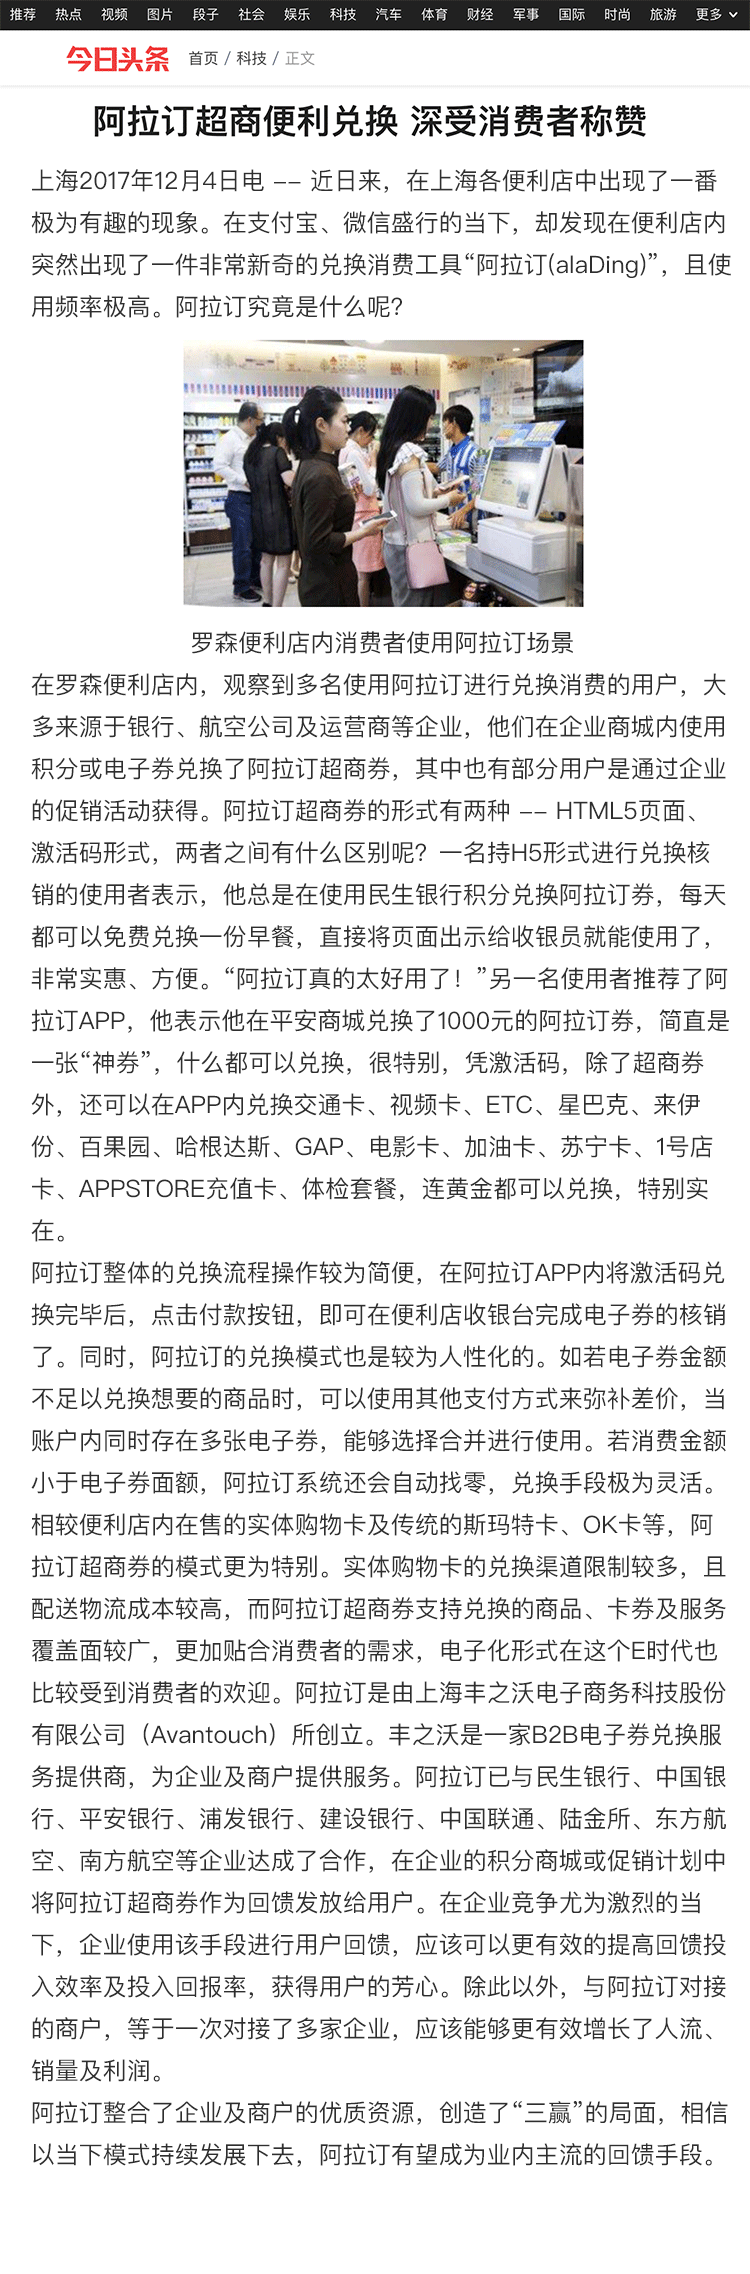 推荐 热点 视频 图片 段子 社会 娱乐 科技 汽车 体育 财经 军事 国际 时尚 旅游 更多
今日头条 首页 / 科技 / 正文
阿拉订超商便利兑换 深受消费者称赞
上海2017年12月4日电 -- 近日来，在上海各便利店中出现了一番
极为有趣的现象。在支付宝、微信盛行的当下，却发现在便利店内
突然出现了一件非常新奇的兑换消费工具“阿拉订(alaDing)”，且使
用频率极高。阿拉订究竟是什么呢？
罗森便利店内消费者使用阿拉订场景
在罗森便利店内，观察到多名使用阿拉订进行兑换消费的用户，大
多来源于银行、航空公司及运营商等企业，他们在企业商城内使用
积分或电子券兑换了阿拉订超商券，其中也有部分用户是通过企业
的促销活动获得。阿拉订超商券的形式有两种 -- HTML5页面、
激活码形式，两者之间有什么区别呢？一名持H5形式进行兑换核
销的使用者表示，他总是在使用民生银行积分兑换阿拉订券，每天
都可以免费兑换一份早餐，直接将页面出示给收银员就能使用了，
非常实惠、方便。“阿拉订真的太好用了！”另一名使用者推荐了阿
拉订APP，他表示他在平安商城兑换了1000元的阿拉订券，简直是
一张“神券”，什么都可以兑换，很特别，凭激活码，除了超商券
外，还可以在APP内兑换交通卡、视频卡、ETC、星巴克、来伊
份、百果园、哈根达斯、GAP、电影卡、加油卡、苏宁卡、1号店
卡、APPSTORE充值卡、体检套餐，连黄金都可以兑换，特别实
在。
阿拉订整体的兑换流程操作较为简便，在阿拉订APP内将激活码兑
换完毕后，点击付款按钮，即可在便利店收银台完成电子券的核销
了。同时，阿拉订的兑换模式也是较为人性化的。如若电子券金额
不足以兑换想要的商品时，可以使用其他支付方式来弥补差价，当
账户内同时存在多张电子券，能够选择合并进行使用。若消费金额
小于电子券面额，阿拉订系统还会自动找零，兑换手段极为灵活。
相较便利店内在售的实体购物卡及传统的斯玛特卡、OK卡等，阿
拉订超商券的模式更为特别。实体购物卡的兑换渠道限制较多，且
配送物流成本较高，而阿拉订超商券支持兑换的商品、卡券及服务
覆盖面较广，更加贴合消费者的需求，电子化形式在这个E时代也
比较受到消费者的欢迎。阿拉订是由上海丰之沃电子商务科技股份
有限公司（Avantouch）所创立。丰之沃是一家B2B电子券兑换服
务提供商，为企业及商户提供服务。阿拉订已与民生银行、中国银
行、平安银行、浦发银行、建设银行、中国联通、陆金所、东方航
空、南方航空等企业达成了合作，在企业的积分商城或促销计划中
将阿拉订超商券作为回馈发放给用户。在企业竞争尤为激烈的当
下，企业使用该手段进行用户回馈，应该可以更有效的提高回馈投
入效率及投入回报率，获得用户的芳心。除此以外，与阿拉订对接
的商户，等于一次对接了多家企业，应该能够更有效增长了人流、
销量及利润。
阿拉订整合了企业及商户的优质资源，创造了“三赢”的局面，相信
以当下模式持续发展下去，阿拉订有望成为业内主流的回馈手段。